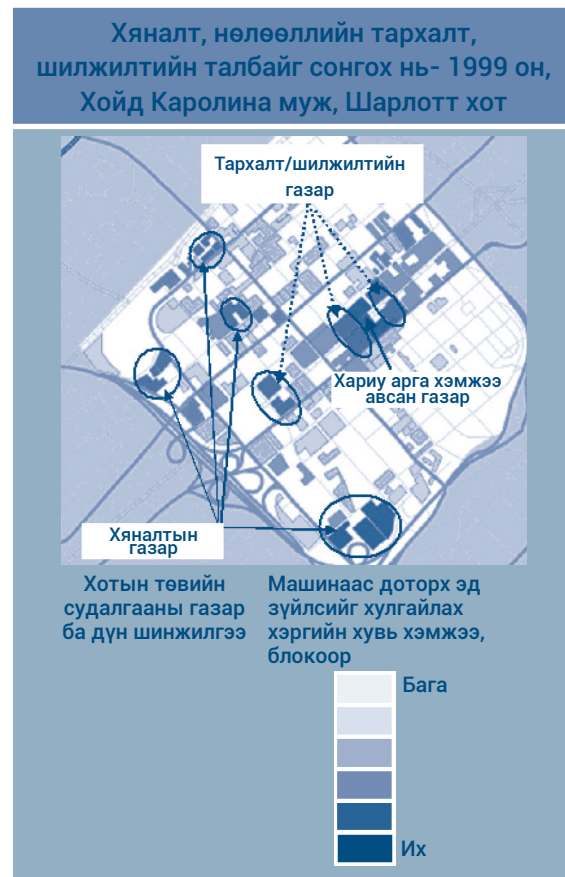 Хяналт, нөлөөллийн тархалт,
шилжилтийн талбайг сонгох нь- 1999 он,
Хойд Каролина муж, Шарлотт хот
Тархалт/шилжилтийн
газар
Хариу арга хэмжээ
авсан газар
Хяналтын
газар
Хотын төвийн
судалгааны газар
ба дүн шинжилгээ
Машинаас доторх эд
зүйлсийг хулгайлах
хэргийн хувь хэмжээ,
блокоор
Бага
Их